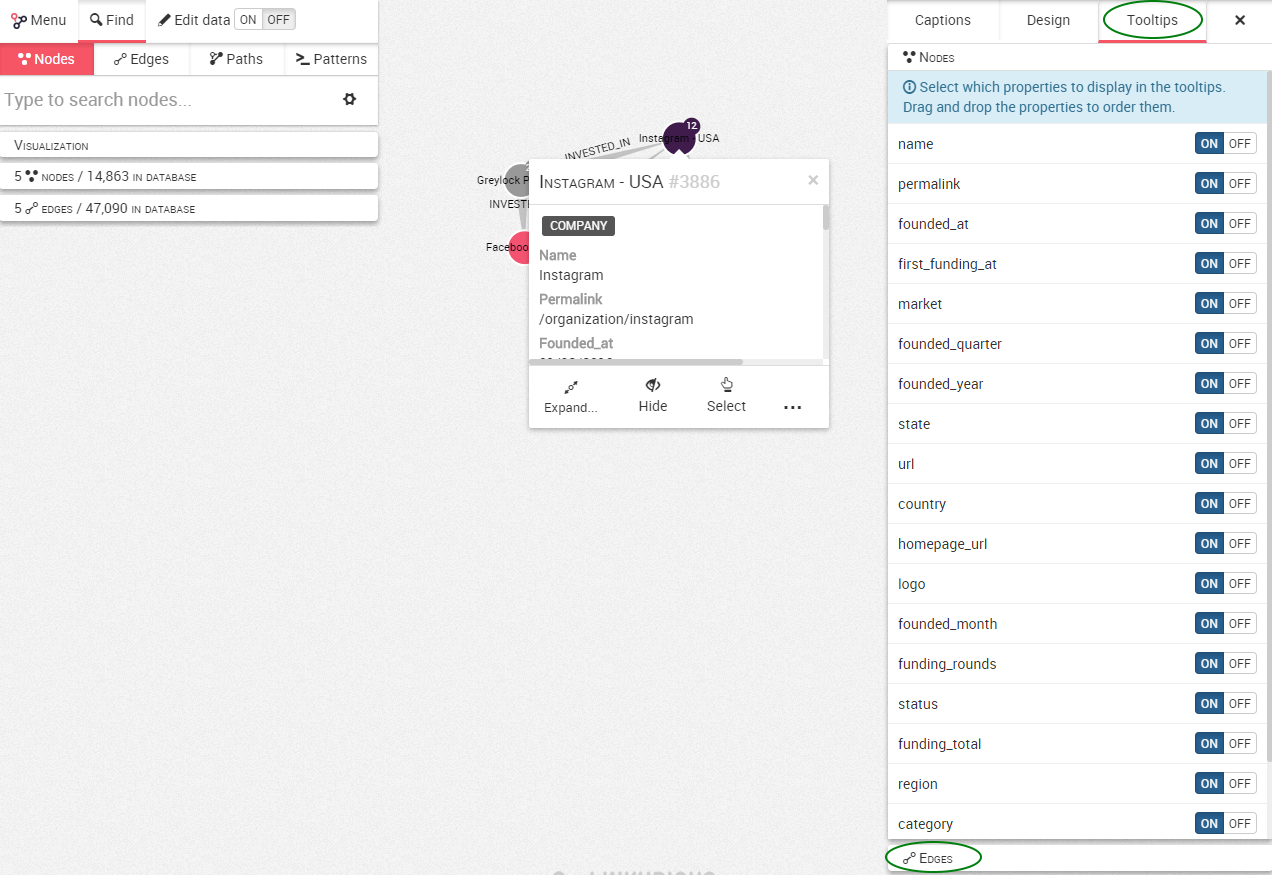 Menu
Find
Edit data ON OFF
Nodes
Edges
Paths
Patterns
Type to search nodes...
Visualization
5 nodes / 14,863 in database
5 edges / 47,090 in database
12
Instagram - USA
INVESTED_IN
Greylock P
INVESTE
Faceboo
Instagram - USA #3886 ×
COMPANY
Name
Instagram
Permalink
/organization/instagram
Founded_at
Expand...
Hide
Select
...
Captions
Design
Tooltips
×
Nodes
Select which properties to display in the tooltips.
Drag and drop the properties to order them.
name ON OFF
permalink ON OFF
founded_at ON OFF
first_funding_at ON OFF
market ON OFF
founded_quarter ON OFF
founded_year ON OFF
state ON OFF
url ON OFF
country ON OFF
homepage_url ON OFF
logo ON OFF
founded_month ON OFF
funding_rounds ON OFF
status ON OFF
funding_total ON OFF
region ON OFF
category ON OFF
Edges